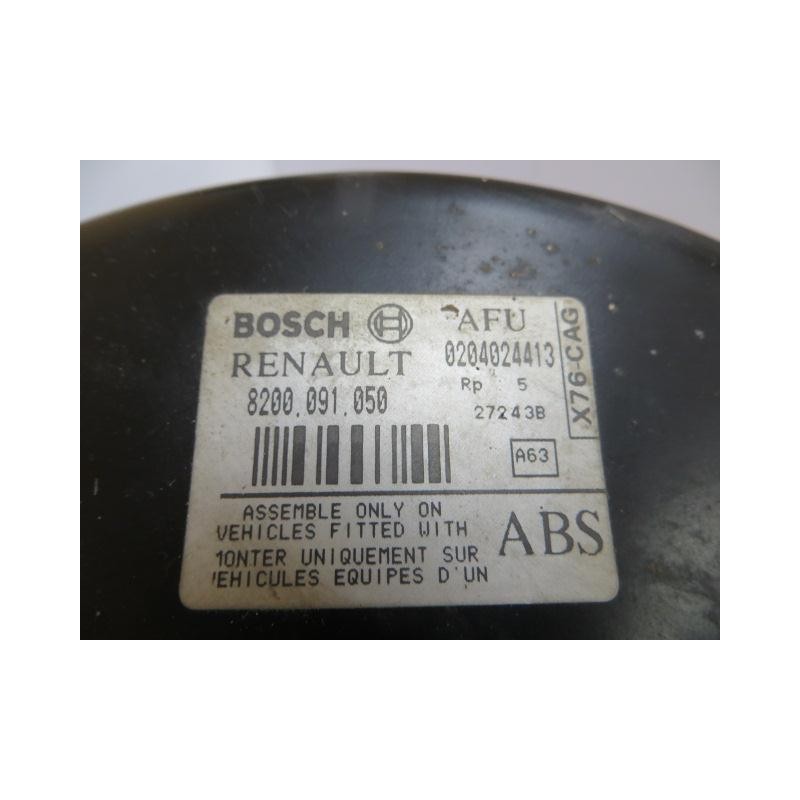 BOSCH AFU
RENAULT 0204024413
8200.091.050 Rp 5
27243B
X76-CAG
A63
ASSEMBLE ONLY ON
VEHICLES FITTED WITH
MONTER UNIQUEMENT SUR
VEHICULES EQUIPES D'UN
ABS